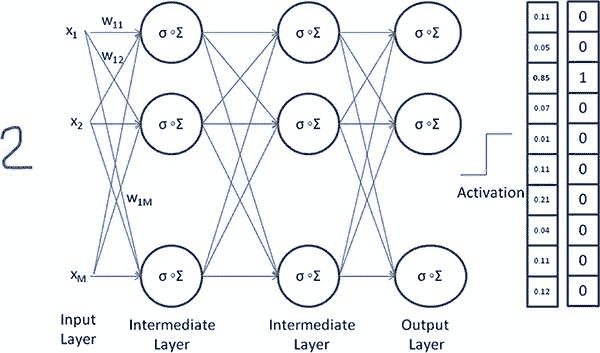 2
x1
x2
xM
w11
w12
w1M
σ∘Σ
σ∘Σ
σ∘Σ
σ∘Σ
σ∘Σ
σ∘Σ
σ∘Σ
σ∘Σ
σ∘Σ
Input
Layer
Intermediate
Layer
Intermediate
Layer
Output
Layer
Activation
0.11 0
0.05 0
0.85 1
0.07 0
0.01 0
0.11 0
0.21 0
0.04 0
0.11 0
0.12 0